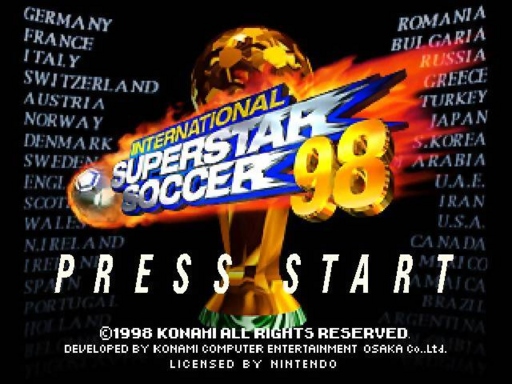 GERMANY
FRANCE
ITALY
SWITZERLAND
AUSTRIA
NORWAY
DENMARK
SWEDEN
WALES
N.IRELAND
SPAIN
PORTUGAL
HOLLAND
ROMANIA
BULGARIA
RUSSIA
GREECE
TURKEY
JAPAN
S.KOREA
ARABIA
U.A.E.
IRAN
U.S.A.
CANADA
BRAZIL
ARGENTINA
INTERNATIONAL
SUPERSTAR
SOCCER 98
PRESS START
©1998 KONAMI ALL RIGHTS RESERVED.
DEVELOPED BY KONAMI COMPUTER ENTERTAINMENT OSAKA Co.,Ltd.
LICENSED BY NINTENDO